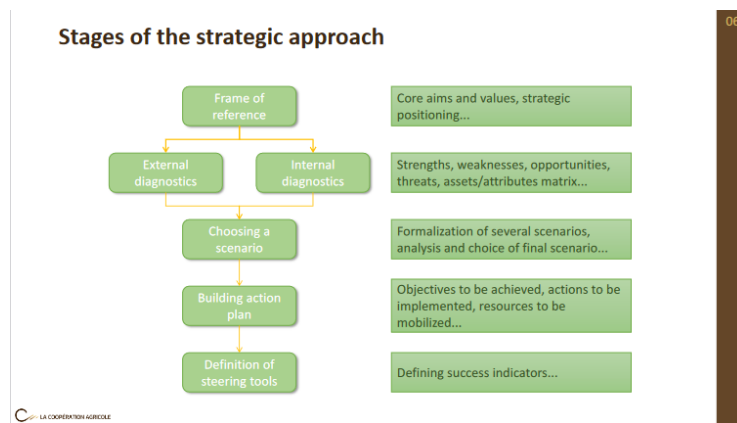 06
Stages of the strategic approach
Frame of
reference
Core aims and values, strategic
positioning...
External
diagnostics
Internal
diagnostics
Strengths, weaknesses, opportunities,
threats, assets/attributes matrix...
Choosing a
scenario
Formalization of several scenarios,
analysis and choice of final scenario...
Building action
plan
Objectives to be achieved, actions to be
implemented, resources to be
mobilized...
Definition of
steering tools
Defining success indicators...
LA COOPÉRATION AGRICOLE